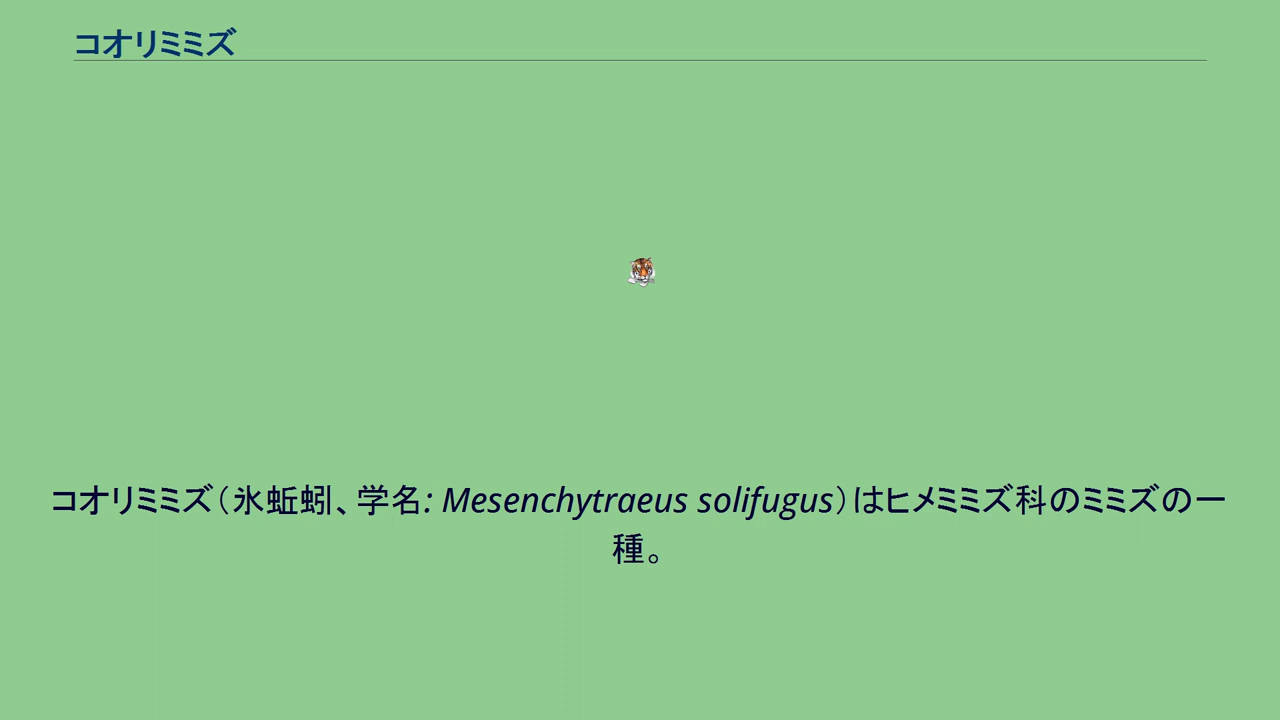 コオリミミズ
コオリミミズ（氷蚯蚓、学名: Mesenchytraeus solifugus）はヒメミミズ科のミミズの一
種。